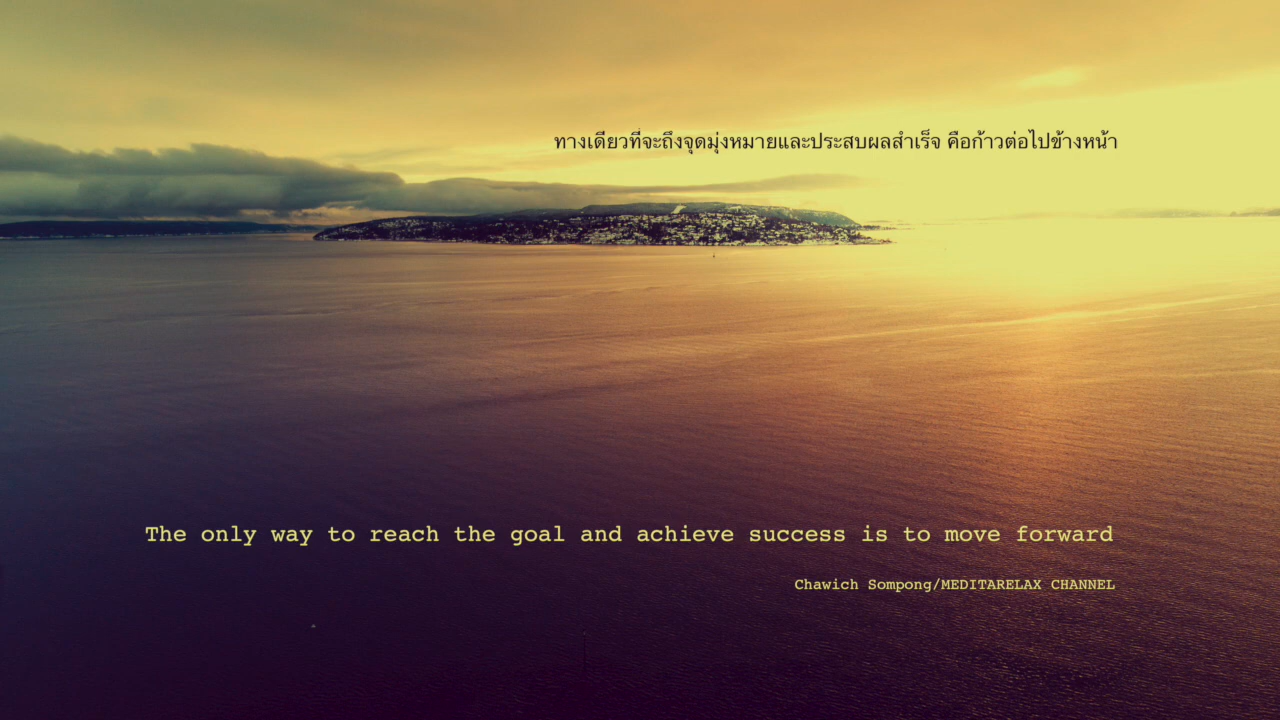 ทางเดียวที่จะถึงจุดมุ่งหมายและประสบผลสำเร็จ คือก้าวต่อไปข้างหน้า
The only way to reach the goal and achieve success is to move forward
Chawich Sompong/MEDITARELAX CHANNEL